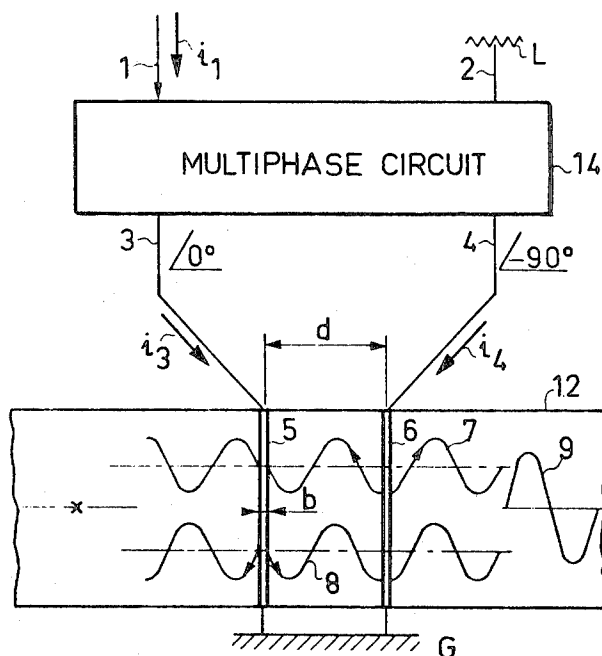 1 i1 2 L
MULTIPHASE CIRCUIT 14
3 0° 4 -90°
i3 d i4
12
5 6 7 9
x b 8
G